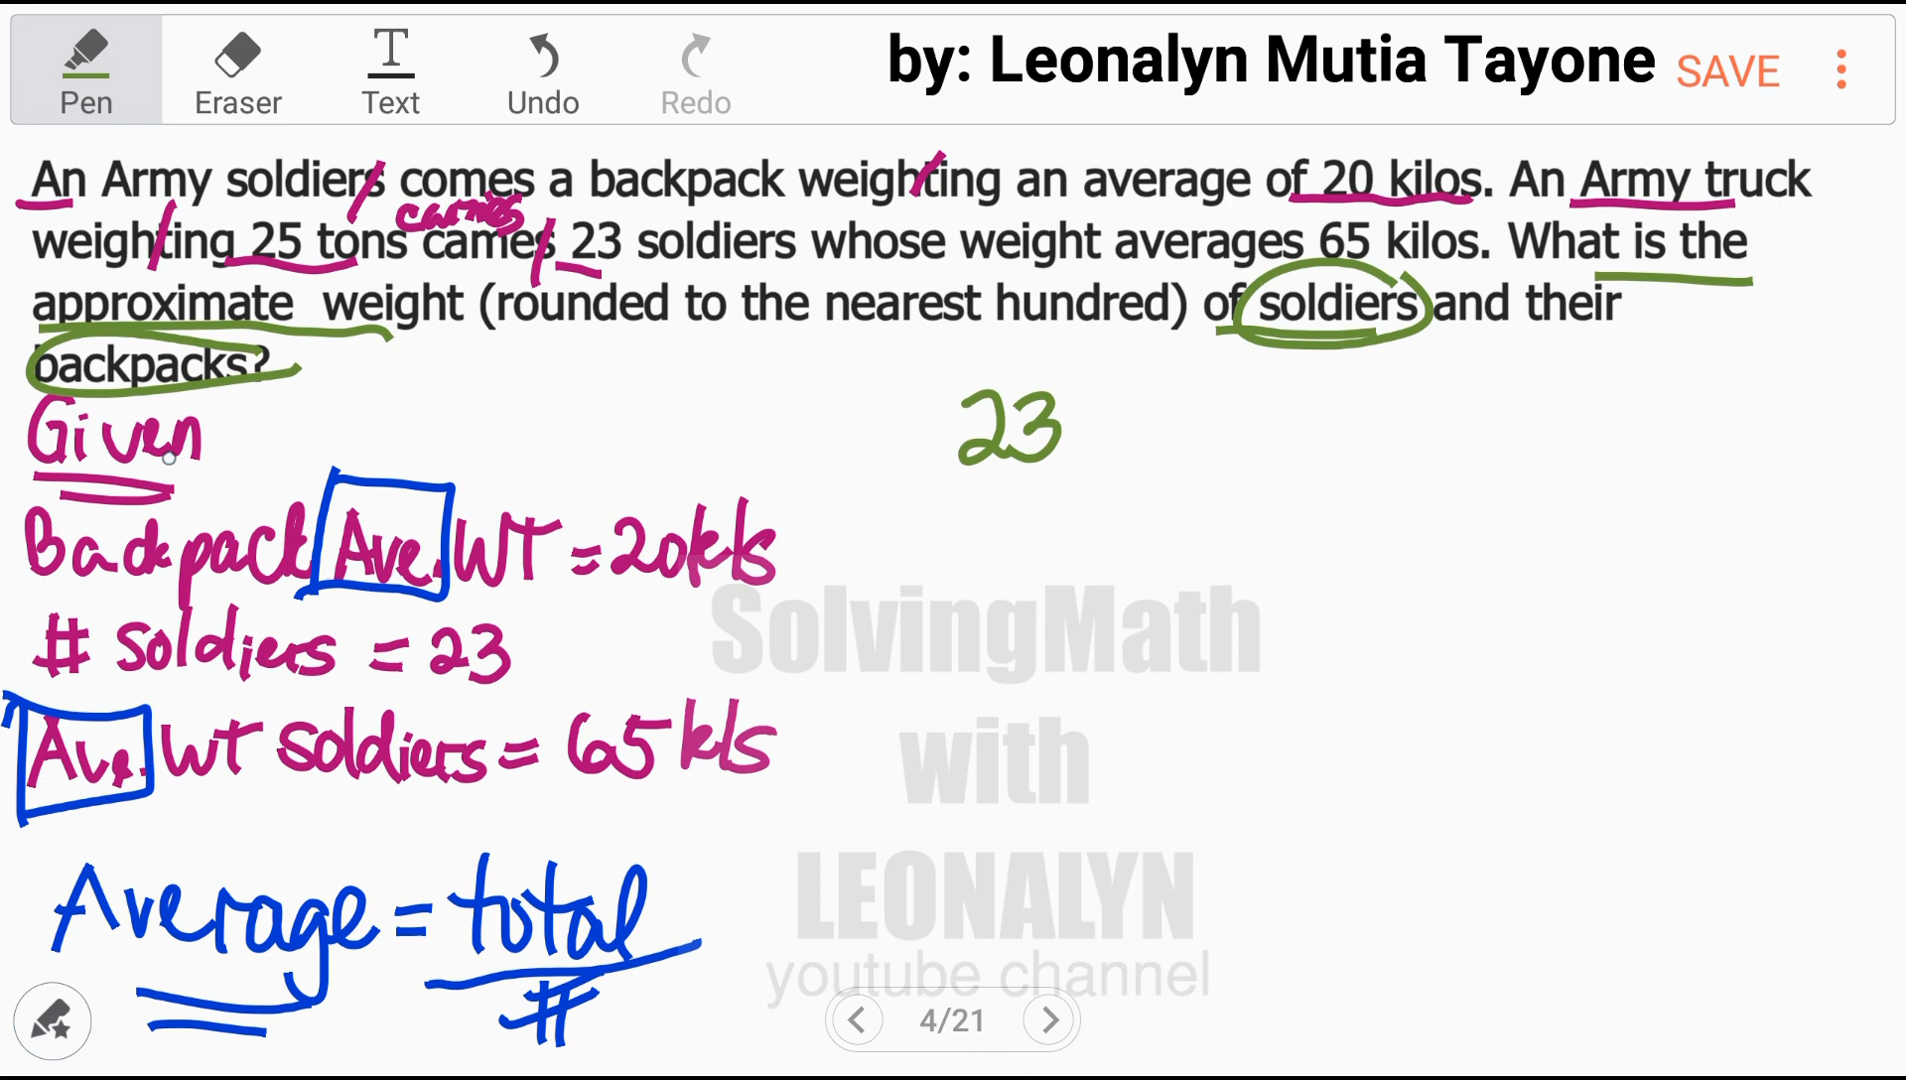 Pen
Eraser
Text
Undo
Redo
by: Leonalyn Mutia Tayone
SAVE
An Army soldiers comes a backpack weighting an average of 20 kilos. An Army truck
carries
weighting 25 tons cames 23 soldiers whose weight averages 65 kilos. What is the
approximate weight (rounded to the nearest hundred) of soldiers and their
backpacks?
23
Given
Backpack Ave. WT = 20kls
# soldiers = 23
Ave. WT soldiers = 65 kls
Average = total
#
SolvingMath
with
LEONALYN
youtube channel
4/21